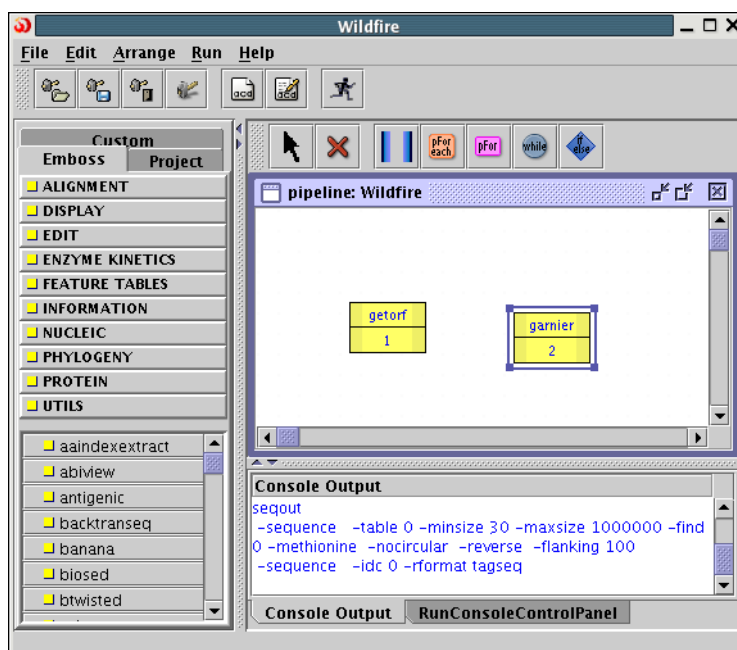 Wildfire
File Edit Arrange Run Help
acd acd
Custom
Emboss Project
ALIGNMENT
DISPLAY
EDIT
ENZYME KINETICS
FEATURE TABLES
INFORMATION
NUCLEIC
PHYLOGENY
PROTEIN
UTILS
aaindexextract
abiview
antigenic
backtranseq
banana
biosed
btwisted
pFor each pFor while if else
pipeline: Wildfire
getorf
1
garnier
2
Console Output
seqout
-sequence -table 0 -minsize 30 -maxsize 1000000 -find
0 -methionine -nocircular -reverse -flanking 100
-sequence -idc 0 -rformat tagseq
Console Output RunConsoleControlPanel